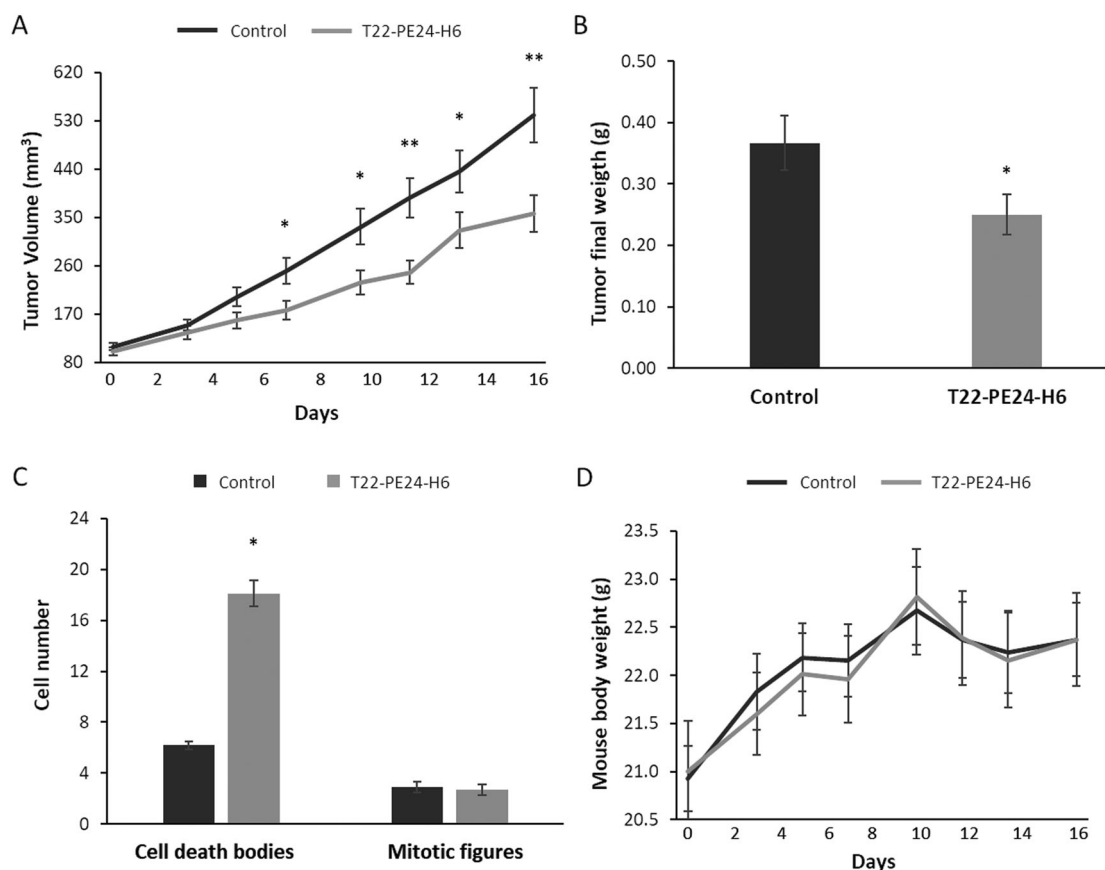 A
Control T22-PE24-H6
**
*
**
*
*
620
530
440
350
260
170
80
Tumor Volume (mm³)
0 2 4 6 8 10 12 14 16
Days
B
0.50
0.40
0.30
0.20
0.10
0.00
Tumor final weigth (g)
*
Control T22-PE24-H6
C
Control T22-PE24-H6
24
20
16
12
8
4
0
Cell number
*
Cell death bodies Mitotic figures
D
Control T22-PE24-H6
23.5
23.0
22.5
22.0
21.5
21.0
20.5
Mouse body weight (g)
0 2 4 6 8 10 12 14 16
Days